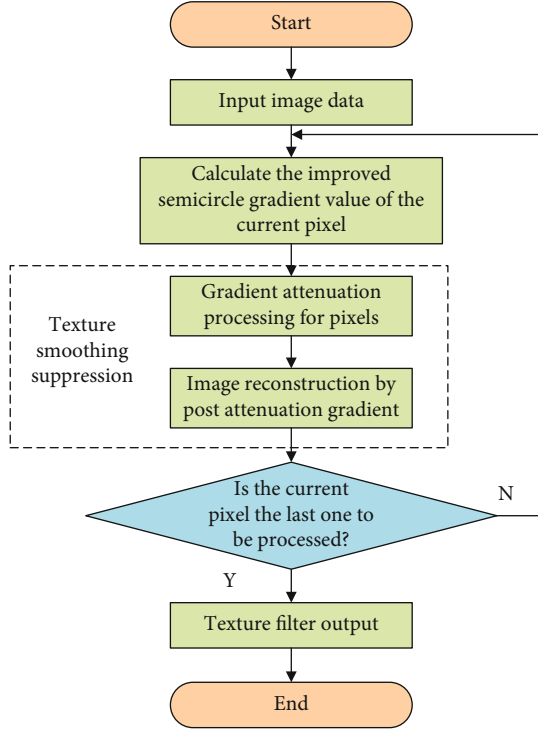 Start
Input image data
Calculate the improved
semicircle gradient value of the
current pixel
Texture
smoothing
suppression
Gradient attenuation
processing for pixels
Image reconstruction by
post attenuation gradient
Is the current
pixel the last one to
be processed?
N
Y
Texture filter output
End